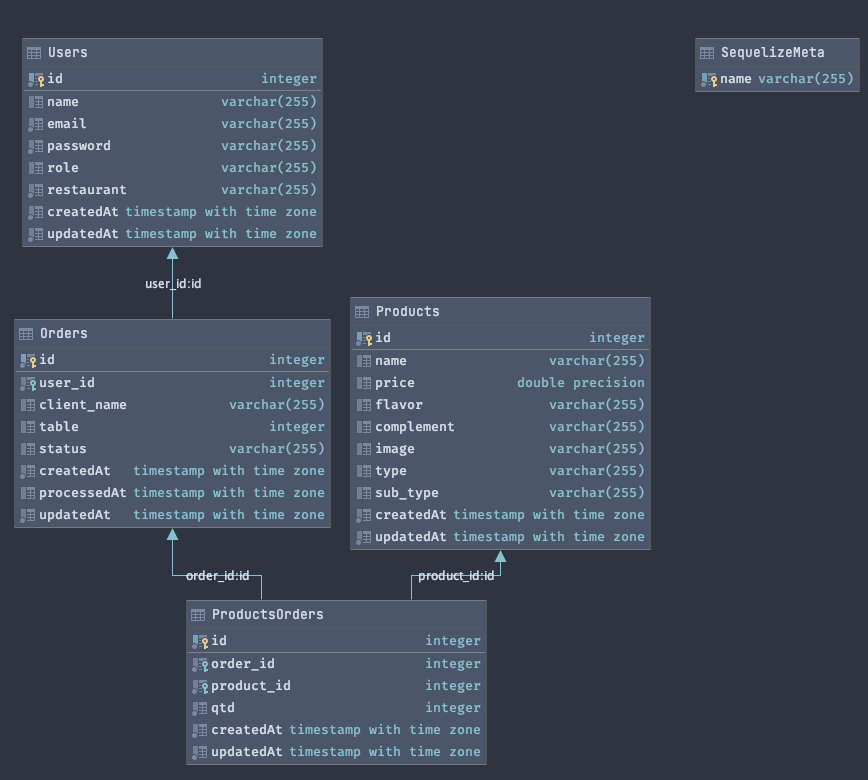 Users
id integer
name varchar(255)
email varchar(255)
password varchar(255)
role varchar(255)
restaurant varchar(255)
createdAt timestamp with time zone
updatedAt timestamp with time zone
SequelizeMeta
name varchar(255)
user_id:id
Orders
id integer
user_id integer
client_name varchar(255)
table integer
status varchar(255)
createdAt timestamp with time zone
processedAt timestamp with time zone
updatedAt timestamp with time zone
Products
id integer
name varchar(255)
price double precision
flavor varchar(255)
complement varchar(255)
image varchar(255)
type varchar(255)
sub_type varchar(255)
createdAt timestamp with time zone
updatedAt timestamp with time zone
order_id:id
product_id:id
ProductsOrders
id integer
order_id integer
product_id integer
qtd integer
createdAt timestamp with time zone
updatedAt timestamp with time zone